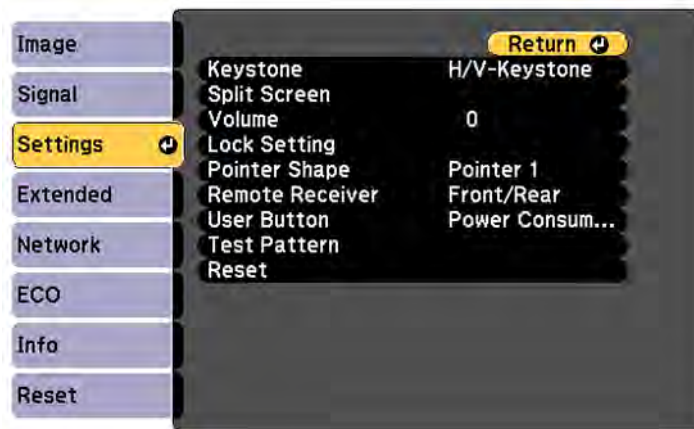 Image
Signal
Settings
Extended
Network
ECO
Info
Reset
Return
Keystone H/V-Keystone
Split Screen
Volume 0
Lock Setting
Pointer Shape Pointer 1
Remote Receiver Front/Rear
User Button Power Consum...
Test Pattern
Reset